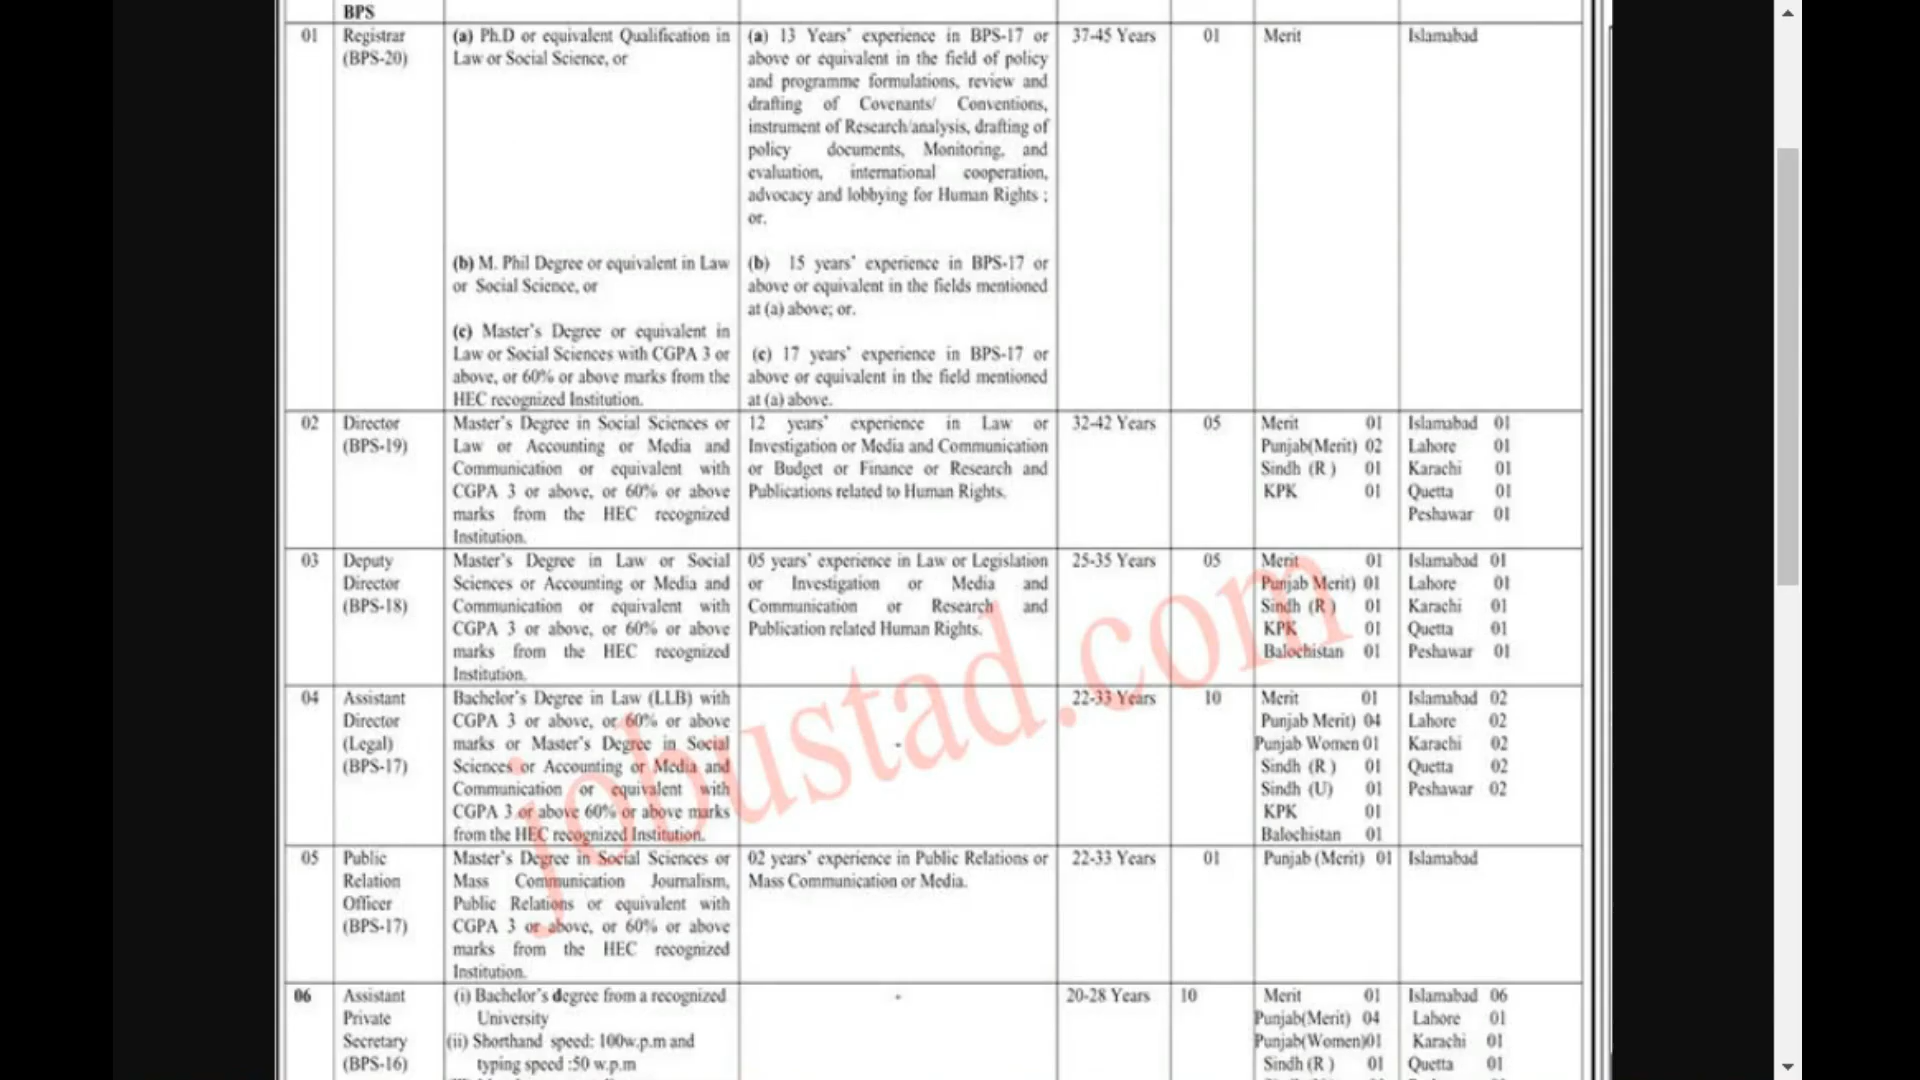 BPS
01 Registrar (a) Ph.D or equivalent Qualification in (a) 13 Years' experience in BPS-17 or 37-45 Years 01 Merit Islamabad
(BPS-20) Law or Social Science, or above or equivalent in the field of policy
and programme formulations, review and
drafting of Covenants/ Conventions,
instrument of Research/analysis, drafting of
policy documents, Monitoring, and
evaluation, international cooperation,
advocacy and lobbying for Human Rights ;
or.
(b) M. Phil Degree or equivalent in Law (b) 15 years' experience in BPS-17 or
or Social Science, or above or equivalent in the fields mentioned
at (a) above; or.
(c) Master's Degree or equivalent in
Law or Social Sciences with CGPA 3 or (c) 17 years' experience in BPS-17 or
above, or 60% or above marks from the above or equivalent in the field mentioned
HEC recognized Institution. at (a) above.
02 Director Master's Degree in Social Sciences or 12 years' experience in Law or 32-42 Years 05 Merit 01 Islamabad 01
(BPS-19) Law or Accounting or Media and Investigation or Media and Communication Punjab(Merit) 02 Lahore 01
Communication or equivalent with or Budget or Finance or Research and Sindh (R ) 01 Karachi 01
CGPA 3 or above, or 60% or above Publications related to Human Rights. KPK 01 Quetta 01
marks from the HEC recognized Peshawar 01
Institution.
03 Deputy Master's Degree in Law or Social 05 years' experience in Law or Legislation 25-35 Years 05 Merit 01 Islamabad 01
Director Sciences or Accounting or Media and or Investigation or Media and Punjab Merit) 01 Lahore 01
(BPS-18) Communication or equivalent with Communication or Research and Sindh (R ) 01 Karachi 01
CGPA 3 or above, or 60% or above Publication related Human Rights. KPK 01 Quetta 01
marks from the HEC recognized Balochistan 01 Peshawar 01
Institution.
04 Assistant Bachelor's Degree in Law (LLB) with 22-33 Years 10 Merit 01 Islamabad 02
Director CGPA 3 or above, or 60% or above Punjab Merit) 04 Lahore 02
(Legal) marks or Master's Degree in Social - Punjab Women 01 Karachi 02
(BPS-17) Sciences or Accounting or Media and Sindh (R ) 01 Quetta 02
Communication or equivalent with Sindh (U) 01 Peshawar 02
CGPA 3 or above 60% or above marks KPK 01
from the HEC recognized Institution. Balochistan 01
05 Public Master's Degree in Social Sciences or 02 years' experience in Public Relations or 22-33 Years 01 Punjab (Merit) 01 Islamabad
Relation Mass Communication Journalism, Mass Communication or Media.
Officer Public Relations or equivalent with
(BPS-17) CGPA 3 or above, or 60% or above
marks from the HEC recognized
Institution.
06 Assistant (i) Bachelor's degree from a recognized - 20-28 Years 10 Merit 01 Islamabad 06
Private University Punjab(Merit) 04 Lahore 01
Secretary (ii) Shorthand speed: 100w.p.m and Punjab(Women)01 Karachi 01
(BPS-16) typing speed :50 w.p.m Sindh (R ) 01 Quetta 01
jobustad.com